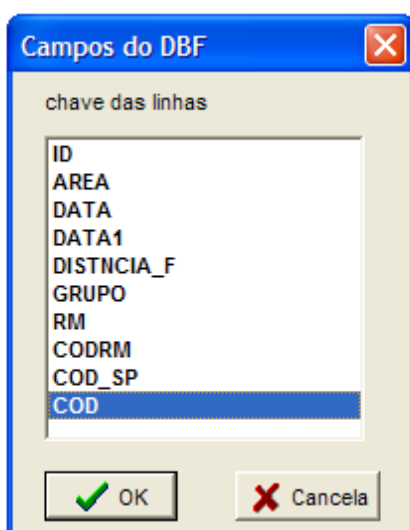 Campos do DBF
chave das linhas
ID
AREA
DATA
DATA1
DISTNCIA_F
GRUPO
RM
CODRM
COD_SP
COD
OK
Cancela